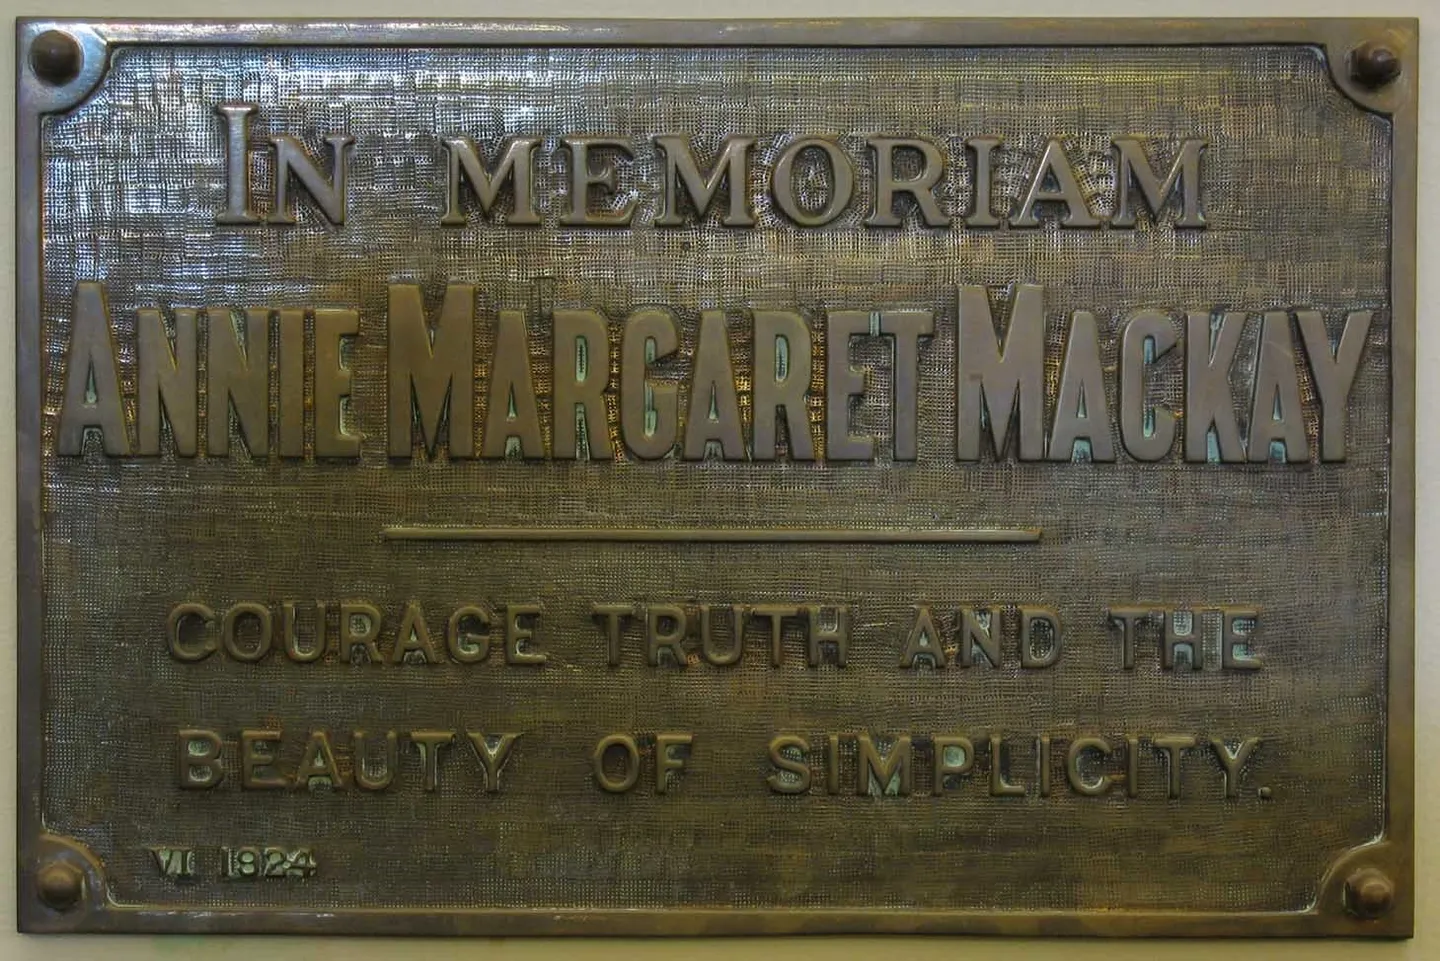 IN MEMORIAM
ANNIE MARGARET MACKAY
COURAGE TRUTH AND THE
BEAUTY OF SIMPLICITY.
VI 1824